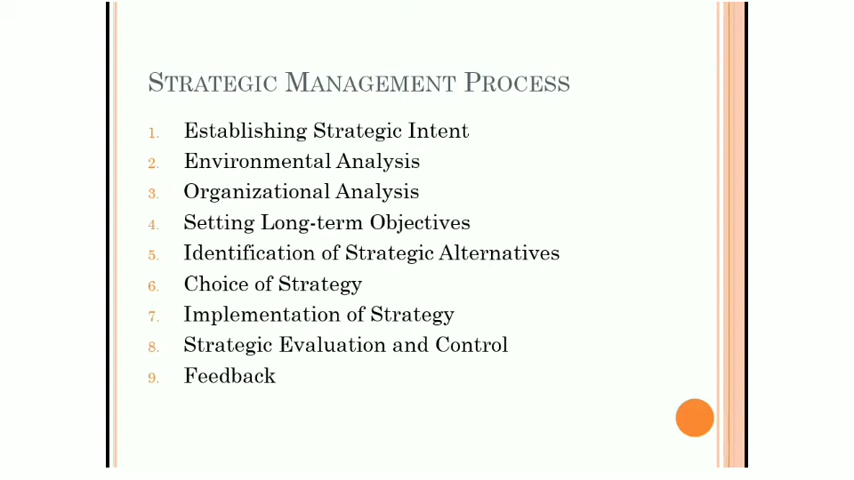 STRATEGIC MANAGEMENT PROCESS
1. Establishing Strategic Intent
2. Environmental Analysis
3. Organizational Analysis
4. Setting Long-term Objectives
5. Identification of Strategic Alternatives
6. Choice of Strategy
7. Implementation of Strategy
8. Strategic Evaluation and Control
9. Feedback